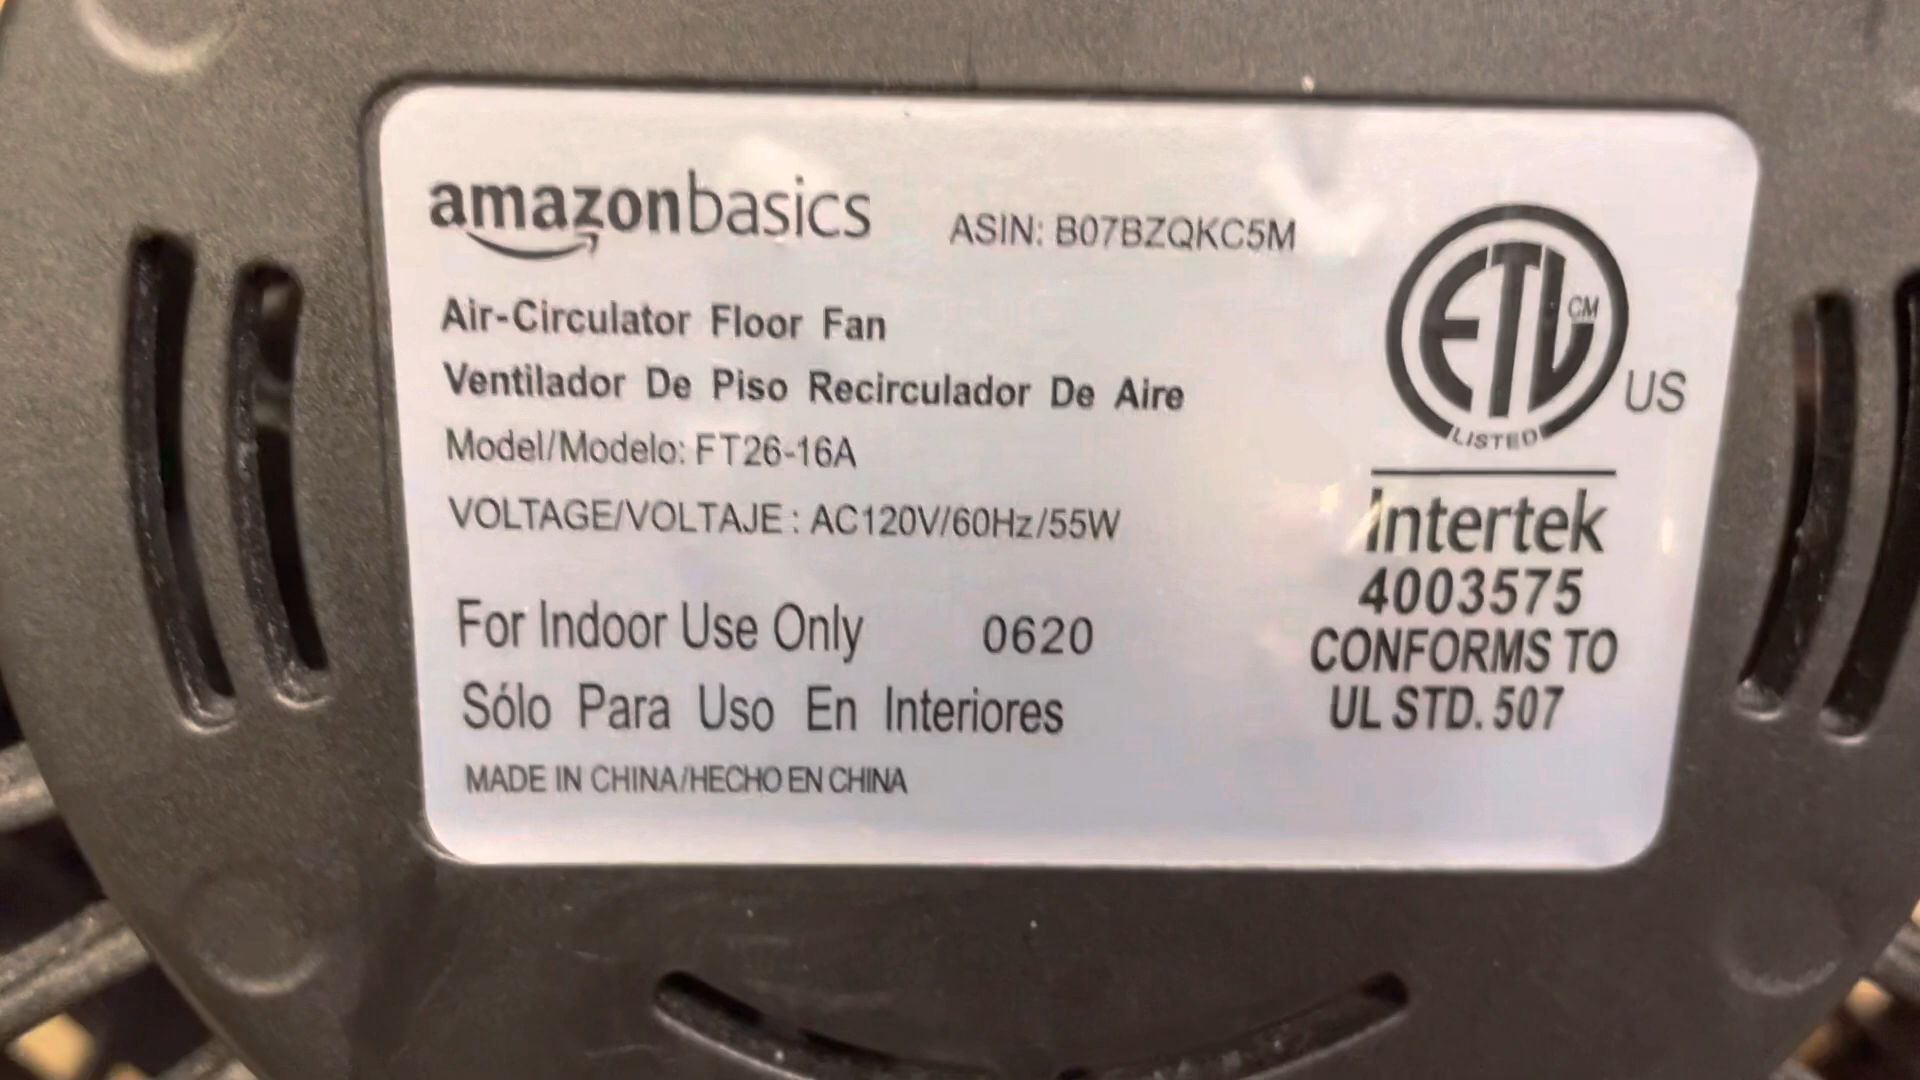 amazonbasics ASIN: B07BZQKC5M
Air-Circulator Floor Fan
Ventilador De Piso Recirculador De Aire
Model/Modelo: FT26-16A
VOLTAGE/VOLTAJE : AC120V/60Hz/55W
For Indoor Use Only 0620
Sólo Para Uso En Interiores
MADE IN CHINA/HECHO EN CHINA
ETL CM
LISTED
US
Intertek
4003575
CONFORMS TO
UL STD. 507